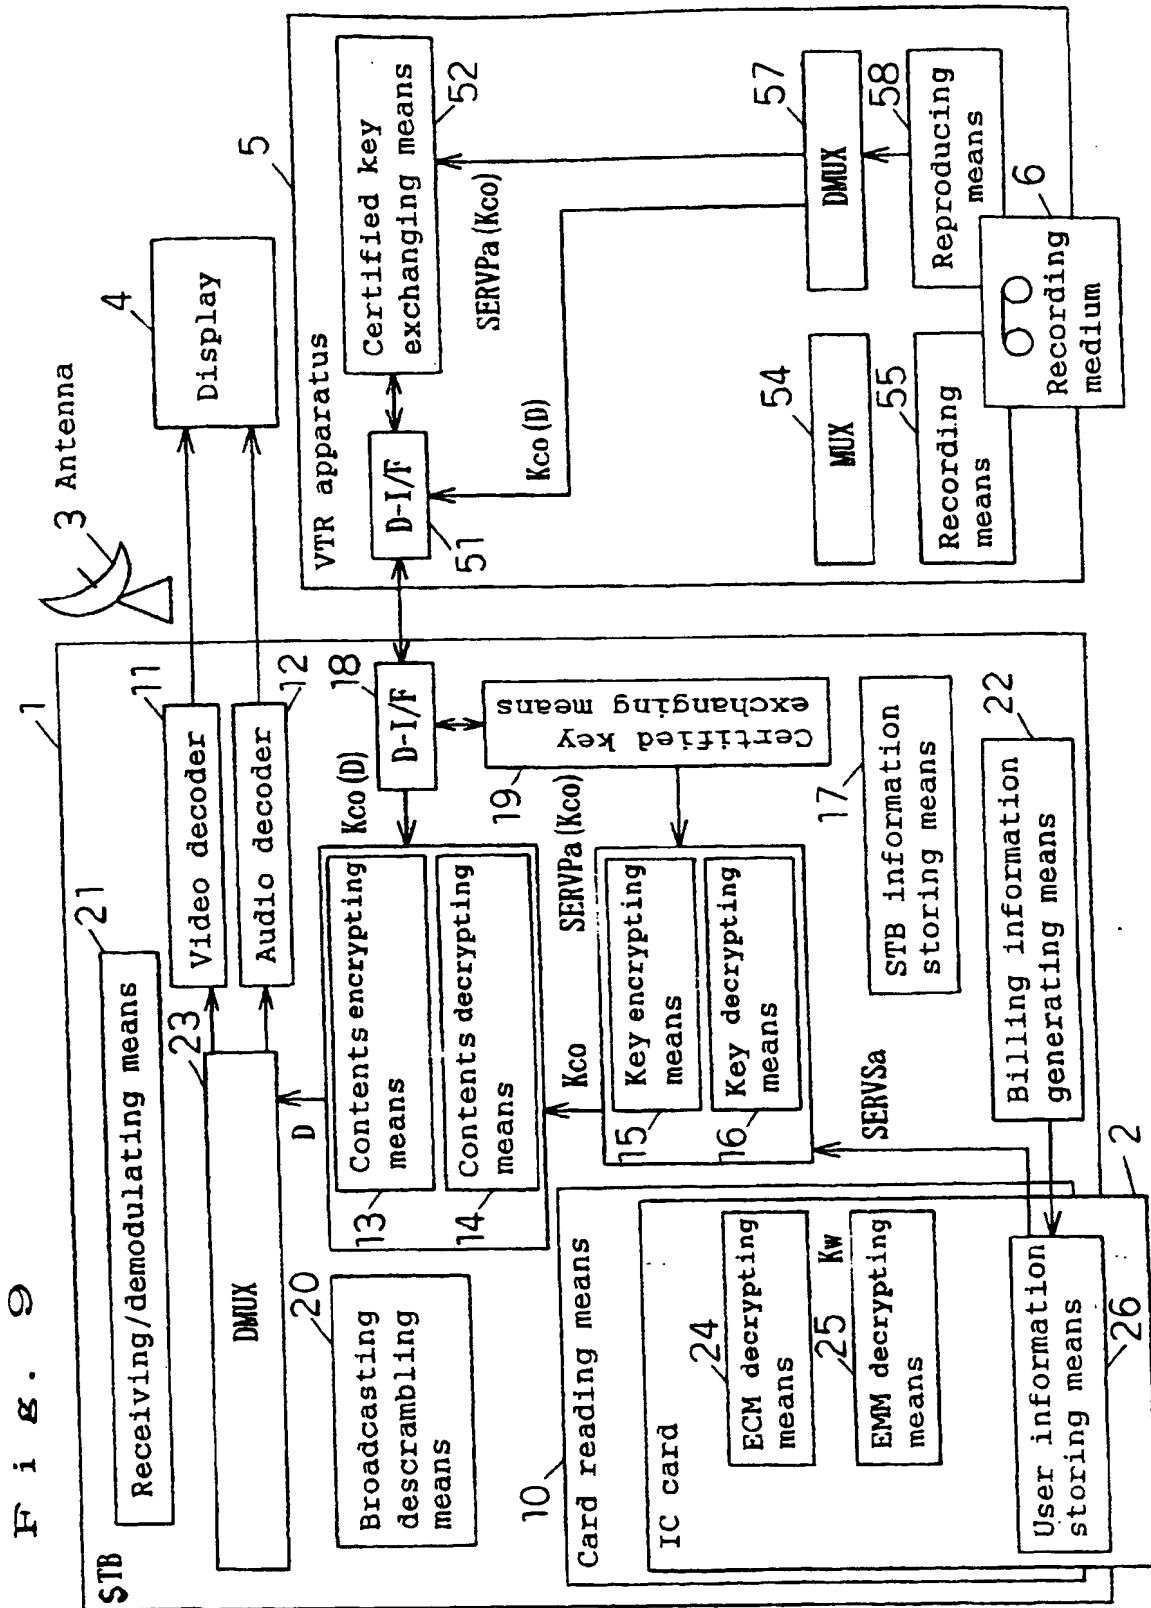 Fig. 9
1
STB
21
Receiving/demodulating means
3 Antenna
4
Display
23
DMUX
11
Video decoder
12
Audio decoder
20
Broadcasting
descrambling
means
D
13
Contents encrypting
means
14
Contents decrypting
means
Kco(D)
18
D-I/F
19
Certified key
exchanging means
SERVPa(Kco)
Kco
15
Key encrypting
means
16
Key decrypting
means
SERVSa
17
STB information
storing means
22
Billing information
generating means
10
Card reading means
2
IC card
24
ECM decrypting
means
Kw
25
EMM decrypting
means
User information
storing means
26
5
VTR apparatus
D-I/F
51
Certified key
exchanging means
52
SERVPa(Kco)
Kco(D)
54
MUX
57
DMUX
55
Recording
means
58
Reproducing
means
6
Recording
medium